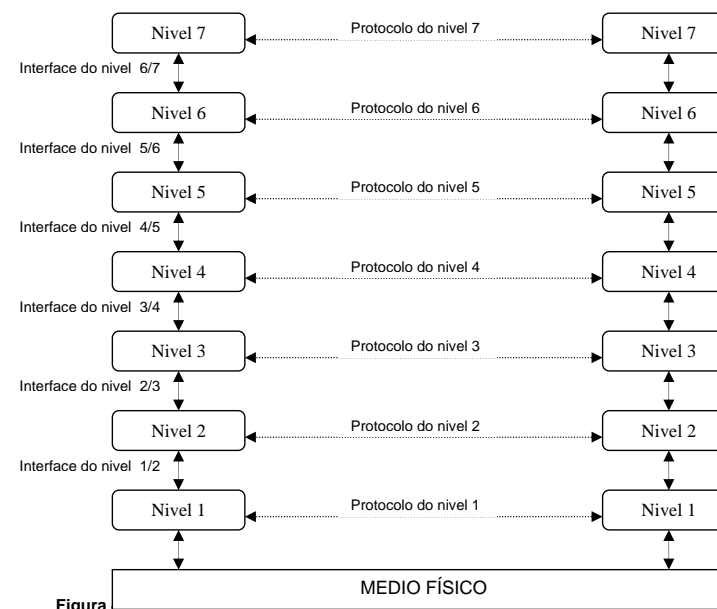 Nivel 7 Protocolo do nivel 7 Nivel 7
Interface do nivel 6/7
Nivel 6 Protocolo do nivel 6 Nivel 6
Interface do nivel 5/6
Nivel 5 Protocolo do nivel 5 Nivel 5
Interface do nivel 4/5
Nivel 4 Protocolo do nivel 4 Nivel 4
Interface do nivel 3/4
Nivel 3 Protocolo do nivel 3 Nivel 3
Interface do nivel 2/3
Nivel 2 Protocolo do nivel 2 Nivel 2
Interface do nivel 1/2
Nivel 1 Protocolo do nivel 1 Nivel 1
MEDIO FÍSICO
Figura